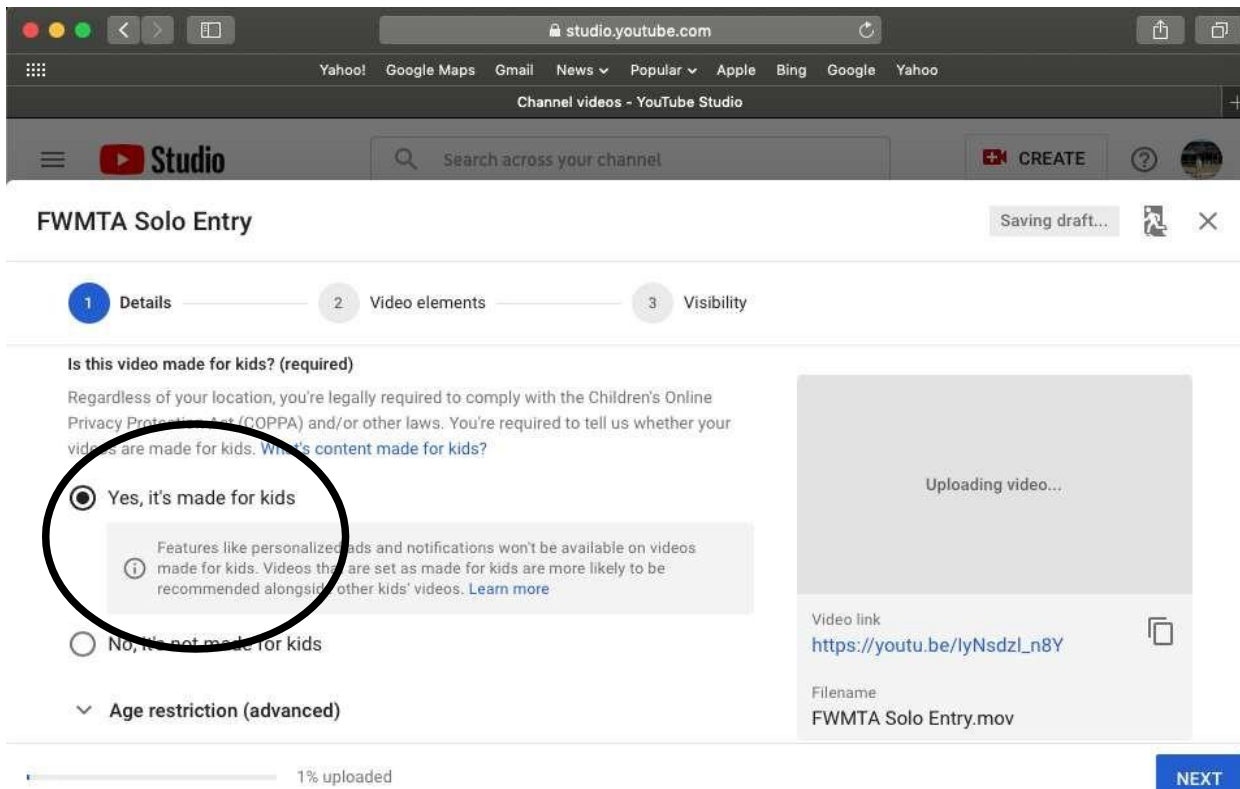 studio.youtube.com
Yahoo! Google Maps Gmail News Popular Apple Bing Google Yahoo
Channel videos - YouTube Studio
Studio
Search across your channel
CREATE
FWMTA Solo Entry
Saving draft...
1 Details 2 Video elements 3 Visibility
Is this video made for kids? (required)
Regardless of your location, you're legally required to comply with the Children's Online
Privacy Protection Act (COPPA) and/or other laws. You're required to tell us whether your
videos are made for kids. What's content made for kids?
Yes, it's made for kids
Features like personalized ads and notifications won't be available on videos
made for kids. Videos that are set as made for kids are more likely to be
recommended alongside other kids' videos. Learn more
No, it's not made for kids
Age restriction (advanced)
Uploading video...
Video link
https://youtu.be/IyNsdzl_n8Y
Filename
FWMTA Solo Entry.mov
1% uploaded
NEXT